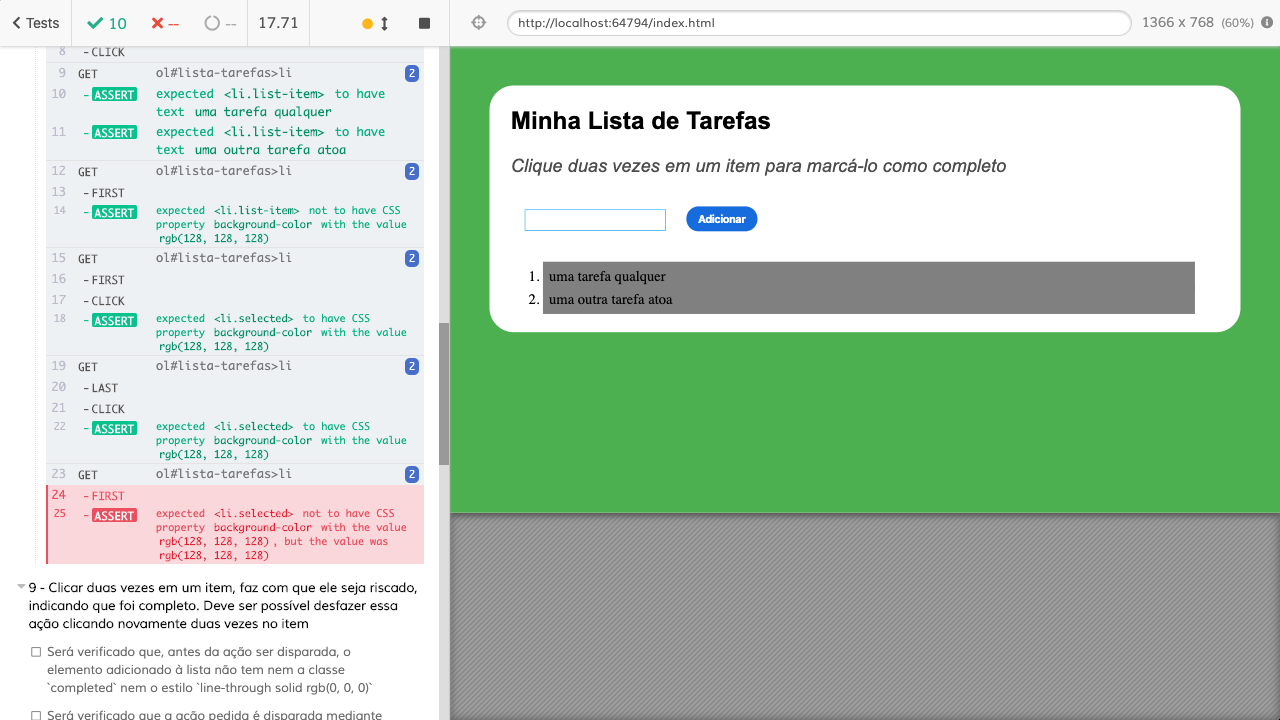 Tests
10
--
--
17.71
http://localhost:64794/index.html
1366 x 768 (60%)
8 - CLICK
9 GET ol#lista-tarefas>li 2
10 - ASSERT expected <li.list-item> to have
text uma tarefa qualquer
11 - ASSERT expected <li.list-item> to have
text uma outra tarefa atoa
12 GET ol#lista-tarefas>li 2
13 - FIRST
14 - ASSERT expected <li.list-item> not to have CSS
property background-color with the value
rgb(128, 128, 128)
15 GET ol#lista-tarefas>li 2
16 - FIRST
17 - CLICK
18 - ASSERT expected <li.selected> to have CSS
property background-color with the value
rgb(128, 128, 128)
19 GET ol#lista-tarefas>li 2
20 - LAST
21 - CLICK
22 - ASSERT expected <li.selected> to have CSS
property background-color with the value
rgb(128, 128, 128)
23 GET ol#lista-tarefas>li 2
24 - FIRST
25 - ASSERT expected <li.selected> not to have CSS
property background-color with the value
rgb(128, 128, 128), but the value was
rgb(128, 128, 128)
9 - Clicar duas vezes em um item, faz com que ele seja riscado,
indicando que foi completo. Deve ser possível desfazer essa
ação clicando novamente duas vezes no item
Será verificado que, antes da ação ser disparada, o
elemento adicionado à lista não tem nem a classe
`completed` nem o estilo `line-through solid rgb(0, 0, 0)`
Será verificado que a ação pedida é disparada mediante
Minha Lista de Tarefas
Clique duas vezes em um item para marcá-lo como completo
Adicionar
1. uma tarefa qualquer
2. uma outra tarefa atoa